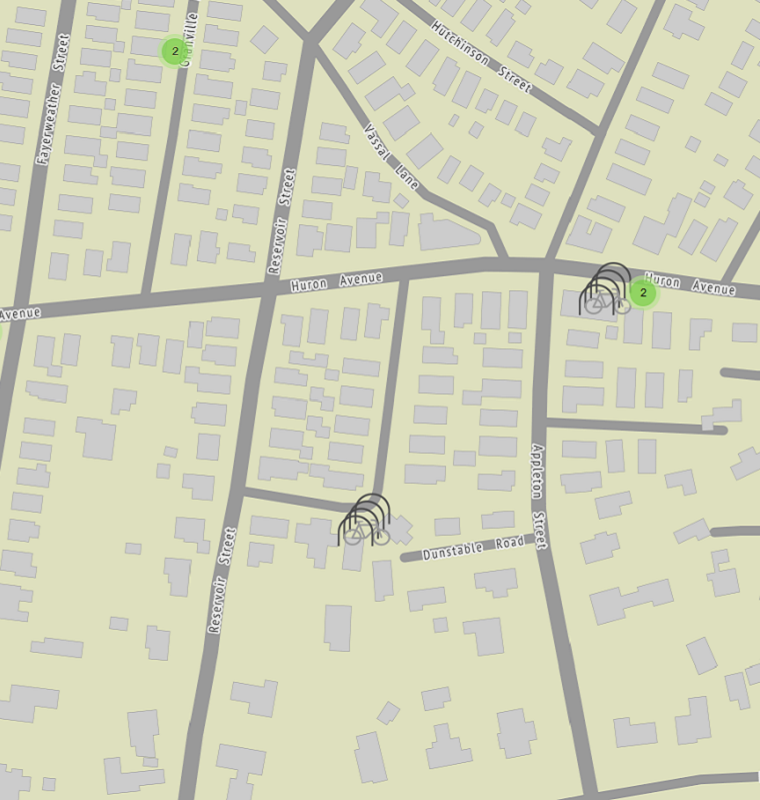 Hutchinson Street
2
Fayerweather Street
Vassal Lane
Reservoir Street
Huron Avenue
Huron Avenue
2
Avenue
Appleton Street
Dunstable Road
Reservoir Street